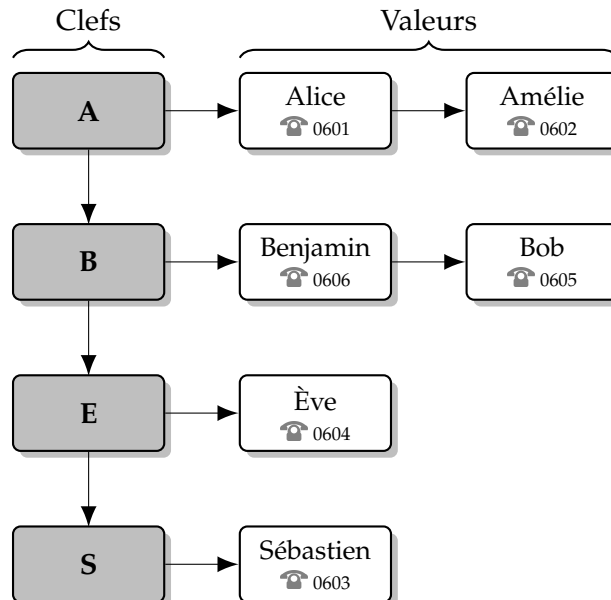 Clefs Valeurs
A Alice Amélie
☎ 0601 ☎ 0602
B Benjamin Bob
☎ 0606 ☎ 0605
E Ève
☎ 0604
S Sébastien
☎ 0603